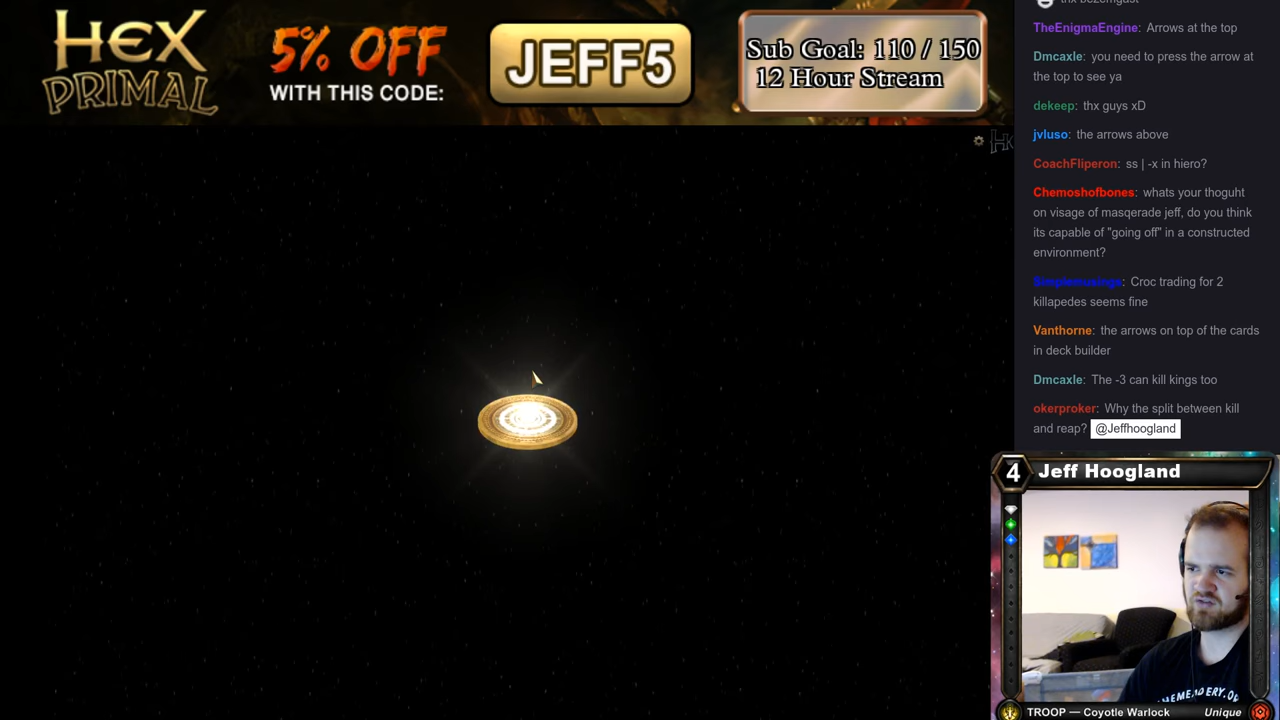 HEX
PRIMAL
5% OFF
WITH THIS CODE:
JEFF5
Sub Goal: 110 / 150
12 Hour Stream
TheEnigmaEngine: Arrows at the top
Dmcaxle: you need to press the arrow at
the top to see ya
dekeep: thx guys xD
jvluso: the arrows above
CoachFliperon: ss | -x in hiero?
Chemoshofbones: whats your thoguht
on visage of masqerade jeff, do you think
its capable of "going off" in a constructed
environment?
Simplemusings: Croc trading for 2
killapedes seems fine
Vanthorne: the arrows on top of the cards
in deck builder
Dmcaxle: The -3 can kill kings too
okerproker: Why the split between kill
and reap? @Jeffhoogland
4
Jeff Hoogland
TROOP — Coyotle Warlock
Unique